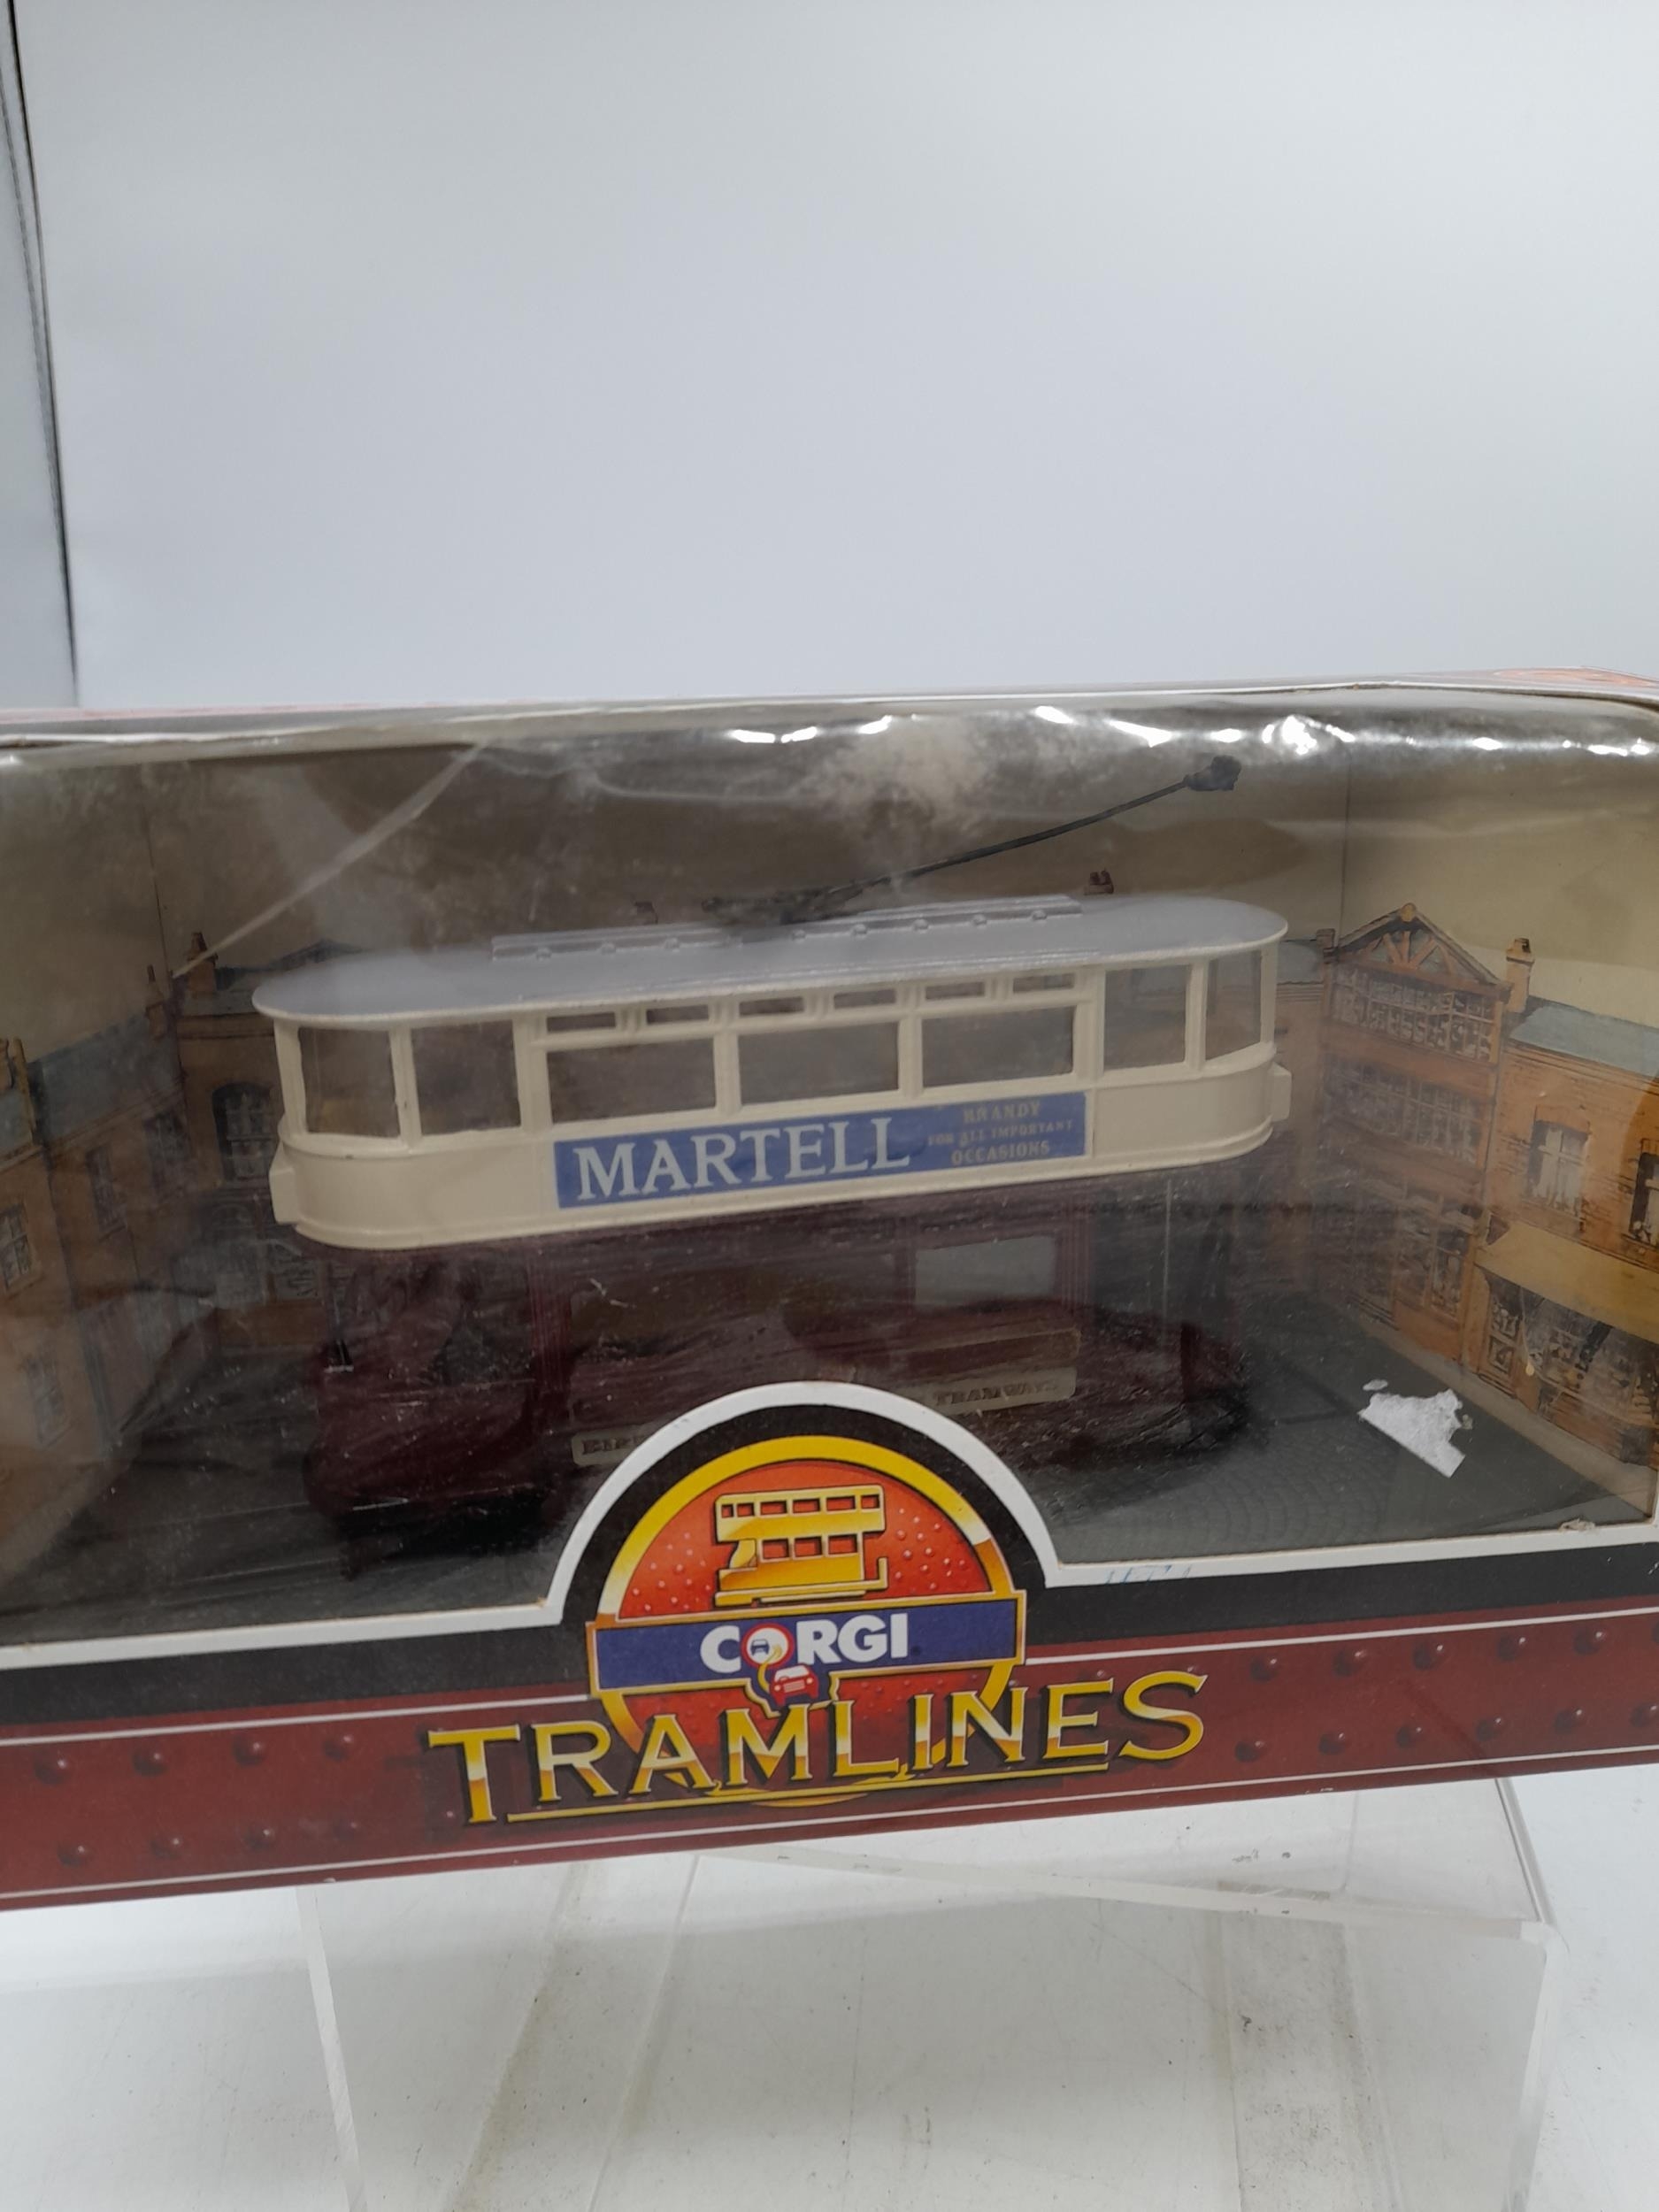 MARTELL
BRANDY
FOR ALL IMPORTANT
OCCASIONS
TRAMWAYS
CORGI
TRAMLINES